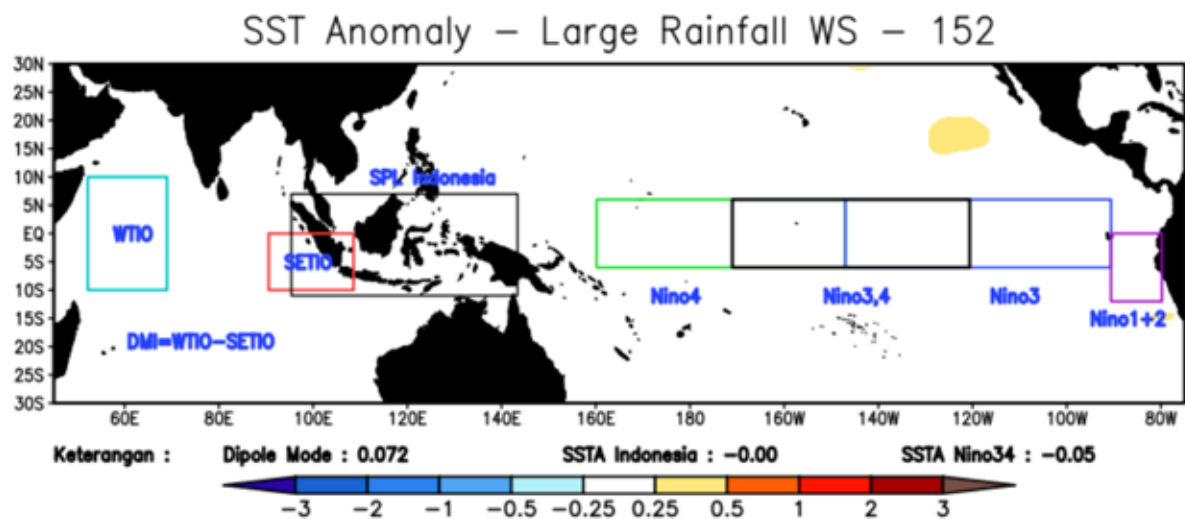 SST Anomaly - Large Rainfall WS - 152
30N
25N
20N
15N
10N
5N
EQ
5S
10S
15S
20S
25S
30S
SPL Indonesia
WTIO
SETIO
Nino4
Nino3,4
Nino3
Nino1+2
DMI=WTIO-SETIO
60E 80E 100E 120E 140E 160E 180 160W 140W 120W 100W 80W
Keterangan : Dipole Mode : 0.072 SSTA Indonesia : -0.00 SSTA Nino34 : -0.05
-3 -2 -1 -0.5 -0.25 0.25 0.5 1 2 3